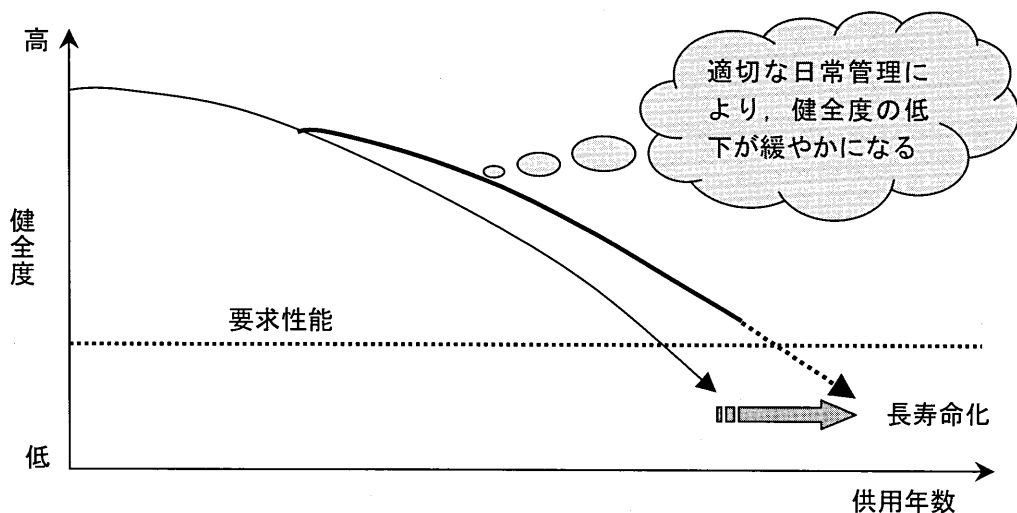 高
適切な日常管理に
より，健全度の低
下が緩やかになる
健全度
要求性能
長寿命化
低
供用年数